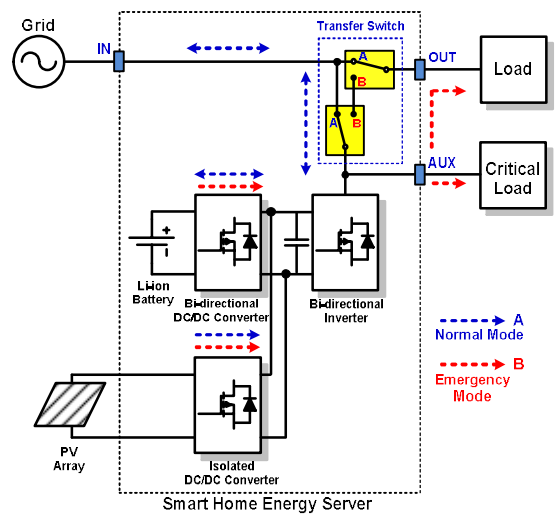 Grid
IN
Transfer Switch
A
B
A
B
OUT
Load
AUX
Critical
Load
+
-
Li-ion
Battery
Bi-directional
DC/DC Converter
Bi-directional
Inverter
A
Normal Mode
B
Emergency
Mode
PV
Array
Isolated
DC/DC Converter
Smart Home Energy Server